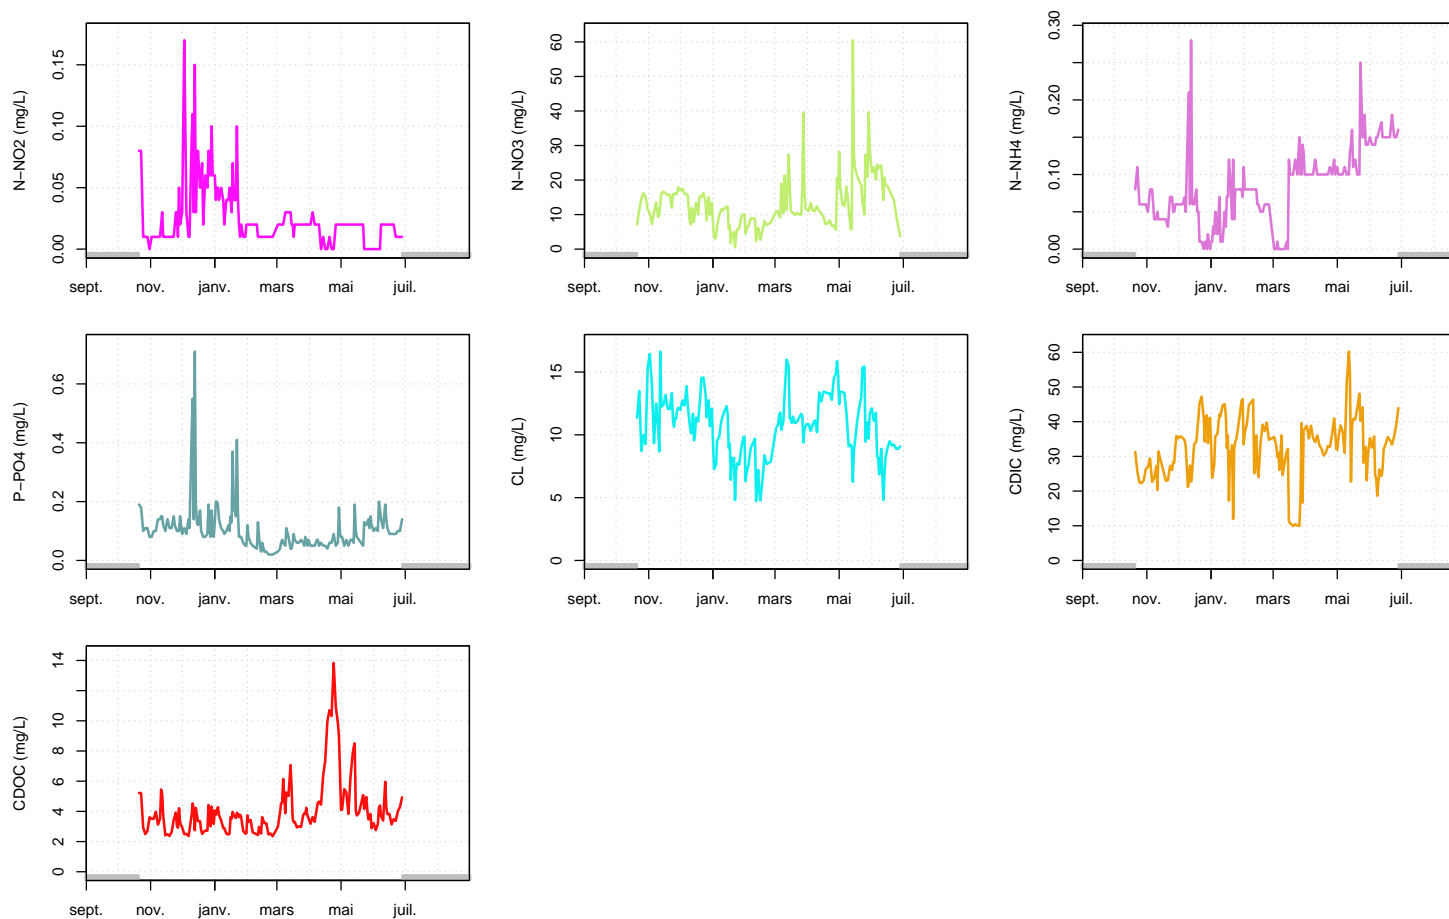 N−NO2 (mg/L)
0.00 0.05 0.10 0.15
sept. nov. janv. mars mai juil.
N−NO3 (mg/L)
0 10 20 30 40 50 60
sept. nov. janv. mars mai juil.
N−NH4 (mg/L)
0.00 0.10 0.20 0.30
sept. nov. janv. mars mai juil.
P−PO4 (mg/L)
0.0 0.2 0.4 0.6
sept. nov. janv. mars mai juil.
CL (mg/L)
0 5 10 15
sept. nov. janv. mars mai juil.
CDIC (mg/L)
0 10 20 30 40 50 60
sept. nov. janv. mars mai juil.
CDOC (mg/L)
0 2 4 6 8 10 14
sept. nov. janv. mars mai juil.